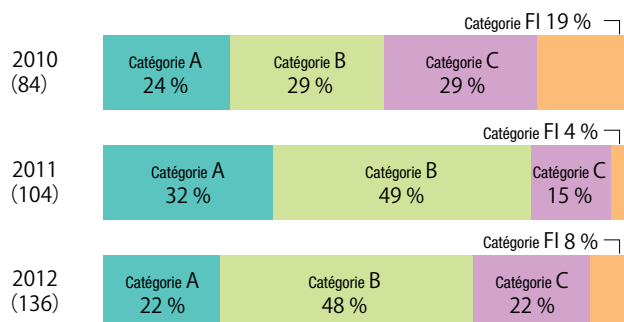 Catégorie FI 19 %
2010
(84)
Catégorie A
24 %
Catégorie B
29 %
Catégorie C
29 %
Catégorie FI 4 %
2011
(104)
Catégorie A
32 %
Catégorie B
49 %
Catégorie C
15 %
Catégorie FI 8 %
2012
(136)
Catégorie A
22 %
Catégorie B
48 %
Catégorie C
22 %